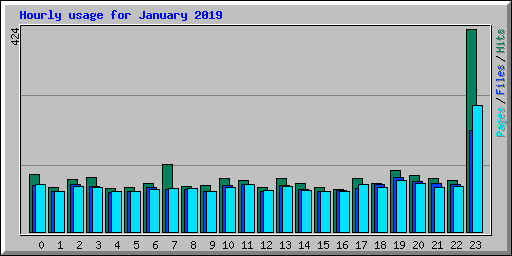 Hourly usage for January 2019
424
Pages/Files/Hits
0 1 2 3 4 5 6 7 8 9 10 11 12 13 14 15 16 17 18 19 20 21 22 23